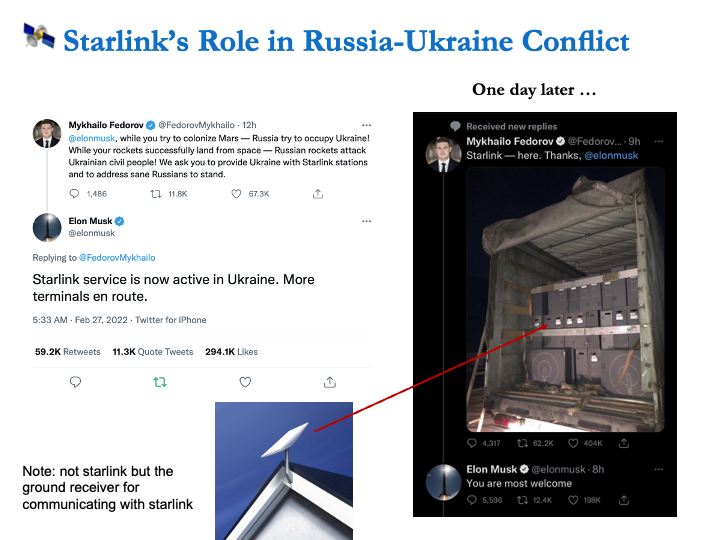 Starlink's Role in Russia-Ukraine Conflict
One day later …
Mykhailo Fedorov @FedorovMykhailo · 12h
@elonmusk, while you try to colonize Mars — Russia try to occupy Ukraine!
While your rockets successfully land from space — Russian rockets attack
Ukrainian civil people! We ask you to provide Ukraine with Starlink stations
and to address sane Russians to stand.
1,486 11.8K 67.3K
Elon Musk
@elonmusk
Replying to @FedorovMykhailo
Starlink service is now active in Ukraine. More
terminals en route.
5:33 AM · Feb 27, 2022 · Twitter for iPhone
59.2K Retweets 11.3K Quote Tweets 294.1K Likes
Note: not starlink but the
ground receiver for
communicating with starlink
Received new replies
Mykhailo Fedorov @Fedorov... · 9h
Starlink — here. Thanks, @elonmusk
4,317 62.2K 404K
Elon Musk @elonmusk · 8h
You are most welcome
5,596 12.4K 198K